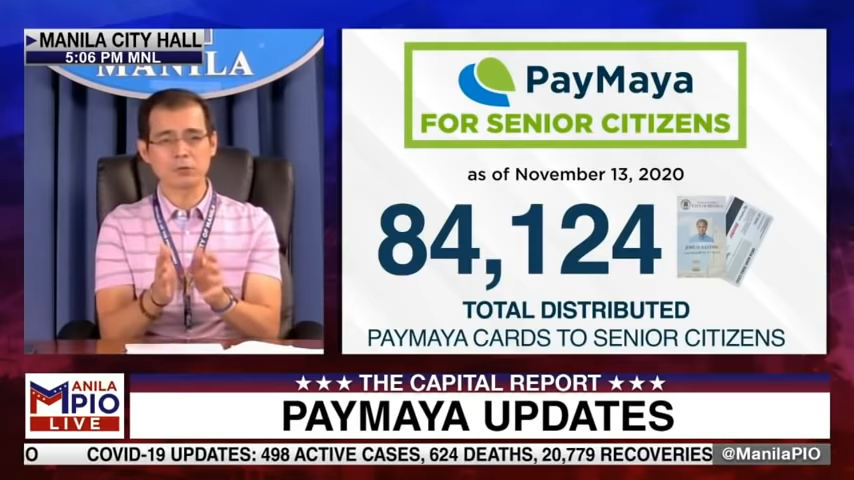 MANILA CITY HALL
5:06 PM MNL
MANILA
PayMaya
FOR SENIOR CITIZENS
as of November 13, 2020
84,124
TOTAL DISTRIBUTED
PAYMAYA CARDS TO SENIOR CITIZENS
MANILA
PIO
LIVE
★★★ THE CAPITAL REPORT ★★★
PAYMAYA UPDATES
O COVID-19 UPDATES: 498 ACTIVE CASES, 624 DEATHS, 20,779 RECOVERIES
@ManilaPIO